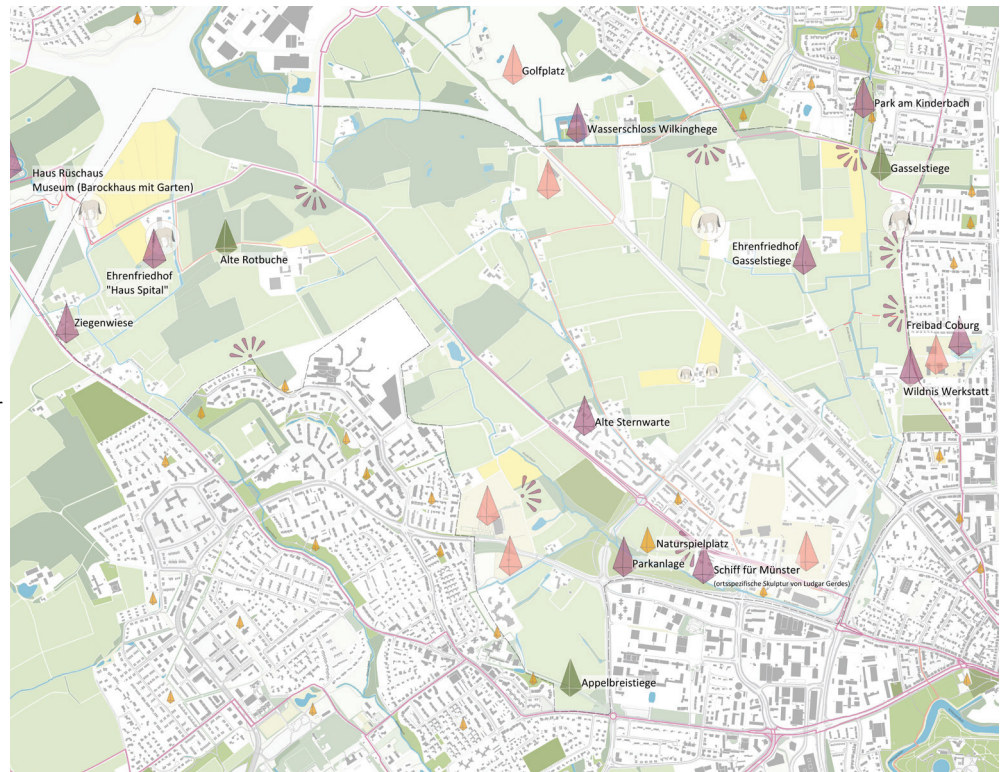 Golfplatz
Park am Kinderbach
Wasserschloss Wilkinghege
Haus Rüschaus
Museum (Barockhaus mit Garten)
Gasselstiege
Ehrenfriedhof
"Haus Spital"
Alte Rotbuche
Ehrenfriedhof
Gasselstiege
Ziegenwiese
Freibad Coburg
Wildnis Werkstatt
Alte Sternwarte
Naturspielplatz
Parkanlage
Schiff für Münster
(ortsspezifische Skulptur von Ludgar Gerdes)
Appelbreistiege